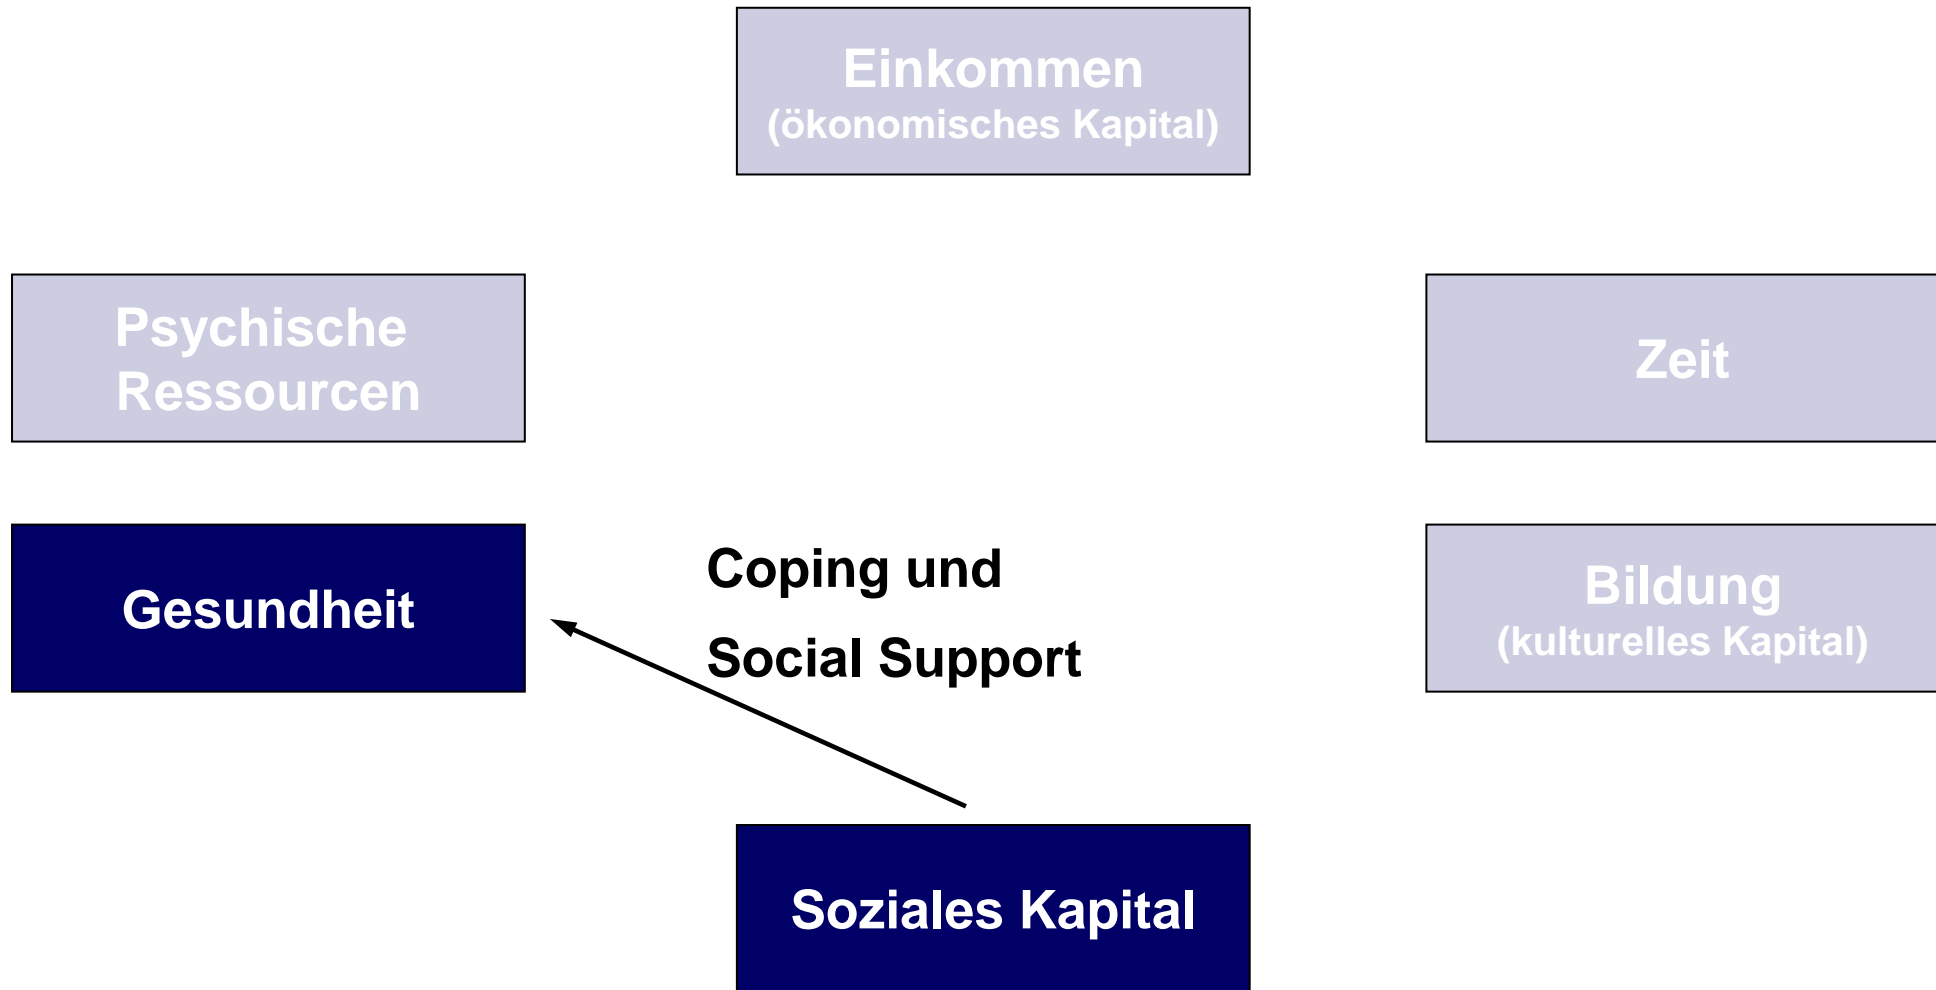 Einkommen
(ökonomisches Kapital)
Psychische
Ressourcen
Zeit
Gesundheit
Coping und
Social Support
Bildung
(kulturelles Kapital)
Soziales Kapital